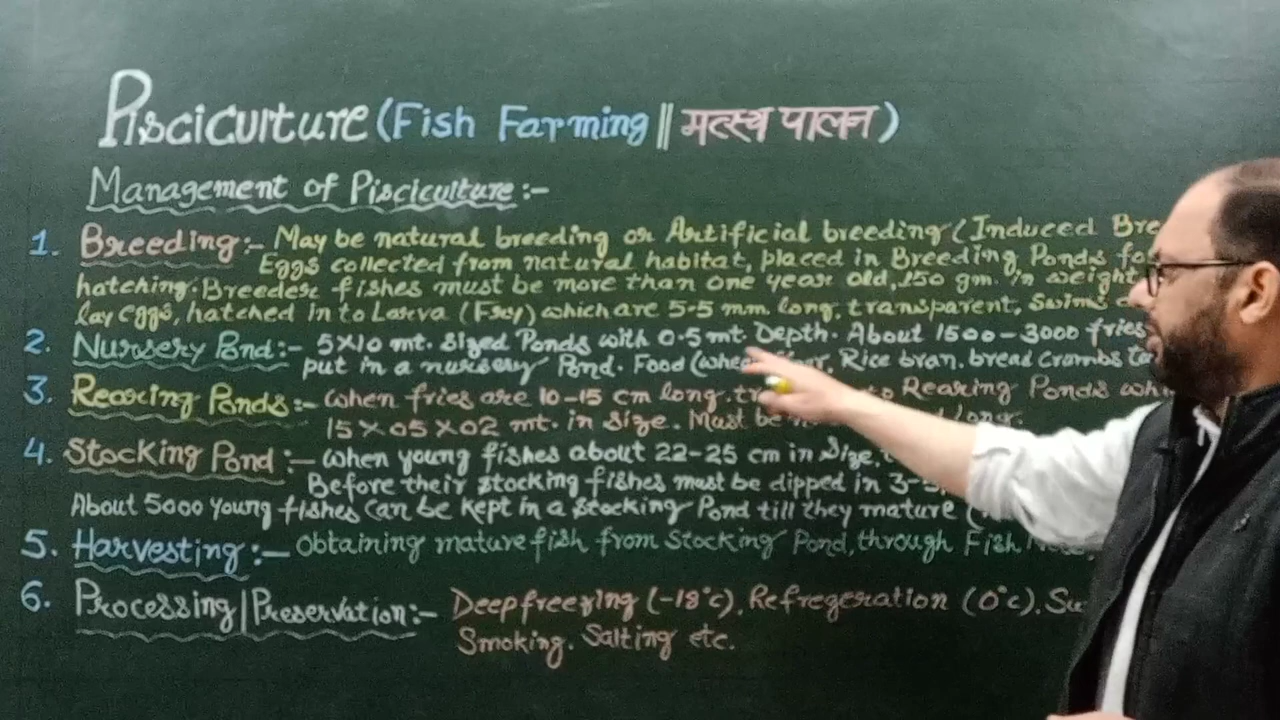 Pisciculture (Fish Farming || मत्स्य पालन)
Management of Pisciculture:-
1. Breeding:- May be natural breeding or Artificial breeding (Induced
Eggs collected from natural habitat, placed in Breeding Ponds
hatching. Breeder fishes must be more than one year old, 250 gm. in weight
lay eggs, hatched in to Larva (Fry) which are 5-5 mm. long, transparent, Swims
2. Nursery Pond:- 5X10 mt. sized Ponds with 0.5 mt. Depth. About 1500-3000 fries
put in a nursery Pond. Food ( Rice bran. bread Crombs
3. Rearing Ponds:- When fries are 10-15 cm long. Rearing Ponds
15 X 05 X 02 mt. in size. Must be
4. Stocking Pond:- When young fishes about 22-25 cm in Size,
Before their stocking fishes must be dipped in
About 5000 young fishes can be kept in a stocking Pond till they mature (
5. Harvesting:- Obtaining mature fish from Stocking Pond, through Fish
6. Processing|Preservation:- Deepfreezing (-18°c), Refregeration (0°c).
Smoking. Salting etc.